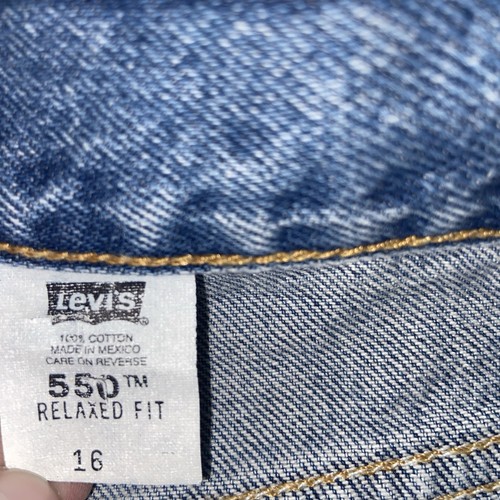 Levi's
100% COTTON
MADE IN MEXICO
CARE ON REVERSE
550™
RELAXED FIT
16